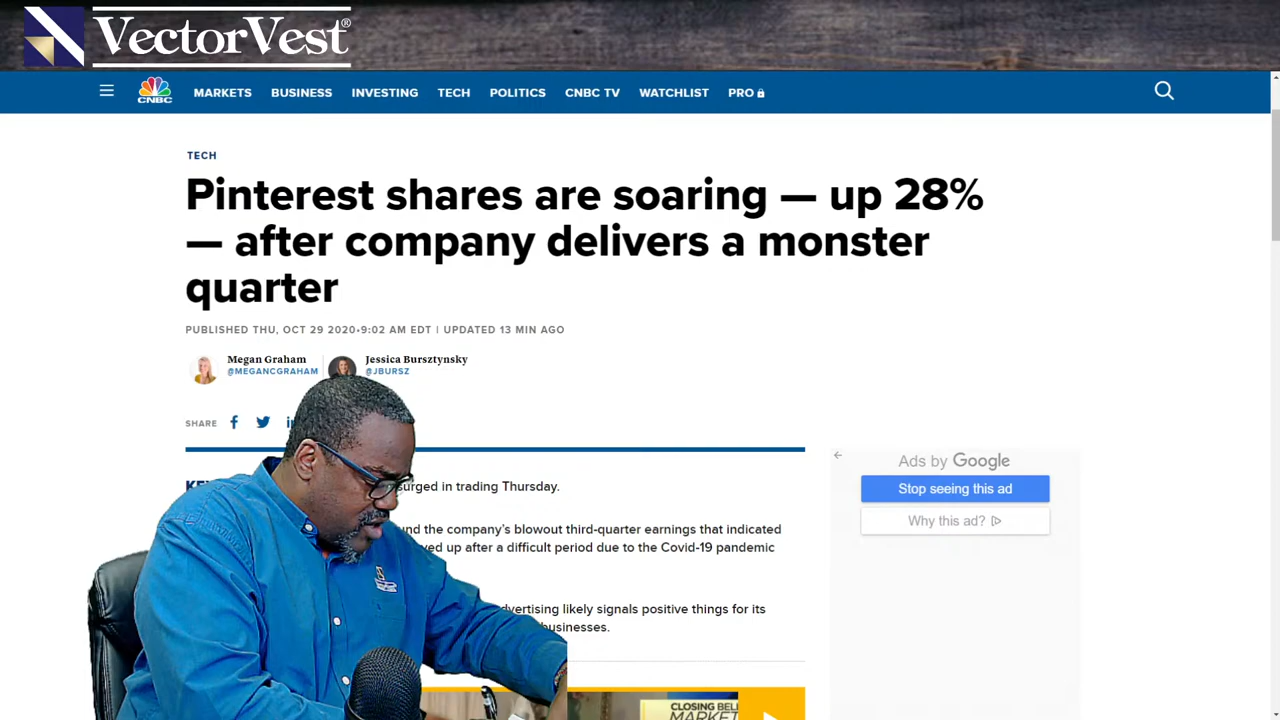 VectorVest®
CNBC
MARKETS BUSINESS INVESTING TECH POLITICS CNBC TV WATCHLIST PRO
TECH
Pinterest shares are soaring — up 28%
— after company delivers a monster
quarter
PUBLISHED THU, OCT 29 2020•9:02 AM EDT | UPDATED 13 MIN AGO
Megan Graham
@MEGANCGRAHAM
Jessica Bursztynsky
@JBURSZ
SHARE
surged in trading Thursday.
the company's blowout third-quarter earnings that indicated
up after a difficult period due to the Covid-19 pandemic
likely signals positive things for its
businesses.
Ads by Google
Stop seeing this ad
Why this ad?
CLOSING BELL
MARKET